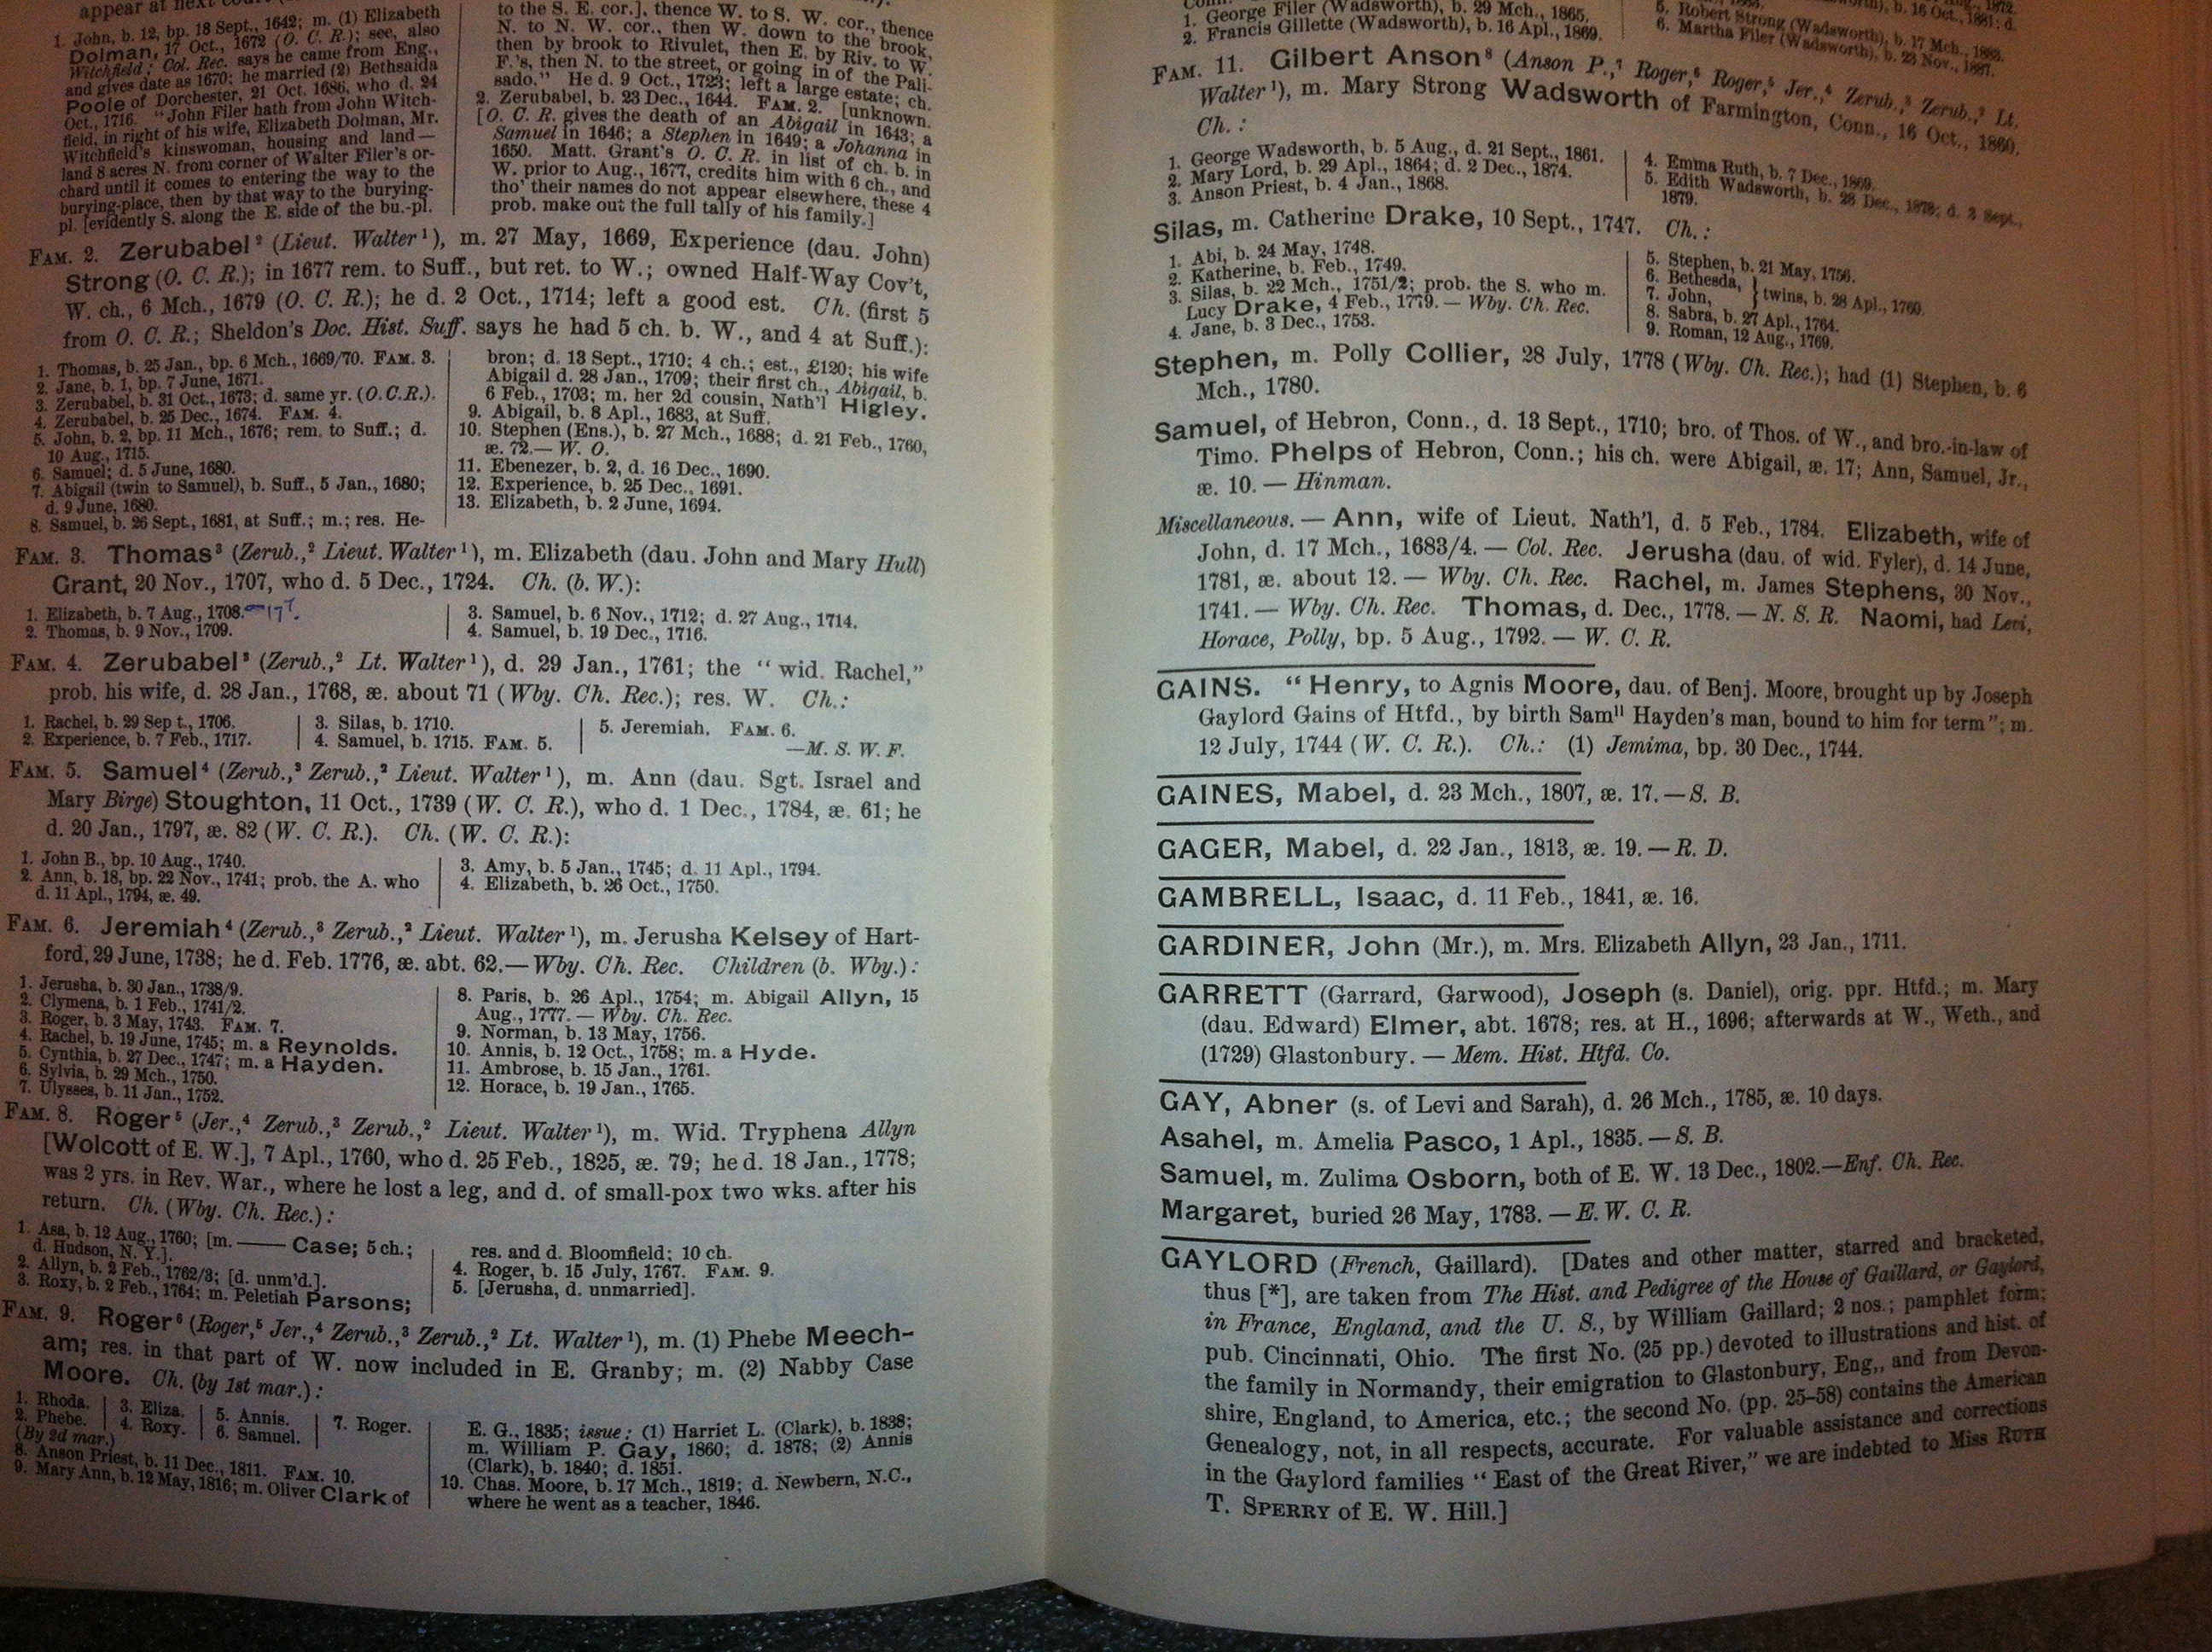 appear at next court
1. John, b. 12, bp. 18 Sept., 1642; m. (1) Elizabeth
Dolman, 17 Oct., 1672 (O. C. R.); see, also
Witchfield; Col. Rec. says he came from Eng.,
and gives date as 1670; he married (2) Bethsaida
Poole of Dorchester, 21 Oct. 1686, who d. 24
Oct., 1716. "John Filer hath from John Witch-
field, in right of his wife, Elizabeth Dolman, Mr.
Witchfield's kinswoman, housing and land—
land 8 acres N. from corner of Walter Filer's or-
chard until it comes to entering the way to the
burying-place, then by that way to the burying-
pl. [evidently S. along the E. side of the bu.-pl.
to the S. E. cor.], thence W. to S. W. cor., thence
N. to N. W. cor., then W. down to the brook,
then by brook to Rivulet, then E. by Riv. to W.
F.'s, then N. to the street, or going in of the Pali-
sado." He d. 9 Oct., 1723; left a large estate; ch.
2. Zerubabel, b. 23 Dec., 1644. FAM. 2. [unknown.
[O. C. R. gives the death of an Abigail in 1643; a
Samuel in 1646; a Stephen in 1649; a Johanna in
1650. Matt. Grant's O. C. R. in list of ch. b. in
W. prior to Aug., 1677, credits him with 6 ch., and
tho' their names do not appear elsewhere, these 4
prob. make out the full tally of his family.]
FAM. 2. Zerubabel² (Lieut. Walter¹), m. 27 May, 1669, Experience (dau. John)
Strong (O. C. R.); in 1677 rem. to Suff., but ret. to W.; owned Half-Way Cov't,
W. ch., 6 Mch., 1679 (O. C. R.); he d. 2 Oct., 1714; left a good est. Ch. (first 5
from O. C. R.; Sheldon's Doc. Hist. Suff. says he had 5 ch. b. W., and 4 at Suff.):
1. Thomas, b. 25 Jan., bp. 6 Mch., 1669/70. FAM. 3.
2. Jane, b. 1, bp. 7 June, 1671.
3. Zerubabel, b. 31 Oct., 1673; d. same yr. (O.C.R.).
4. Zerubabel, b. 25 Dec., 1674. FAM. 4.
5. John, b. 2, bp. 11 Mch., 1676; rem. to Suff.; d.
10 Aug., 1715.
6. Samuel; d. 5 June, 1680.
7. Abigail (twin to Samuel), b. Suff., 5 Jan., 1680;
d. 9 June, 1680.
8. Samuel, b. 26 Sept., 1681, at Suff.; m.; res. He-
bron; d. 13 Sept., 1710; 4 ch.; est., £120; his wife
Abigail d. 28 Jan., 1709; their first ch., Abigail, b.
6 Feb., 1703; m. her 2d cousin, Nath'l Higley.
9. Abigail, b. 8 Apl., 1683, at Suff.
10. Stephen (Ens.), b. 27 Mch., 1688; d. 21 Feb., 1760,
æ. 72.— W. O.
11. Ebenezer, b. 2, d. 16 Dec., 1690.
12. Experience, b. 25 Dec., 1691.
13. Elizabeth, b. 2 June, 1694.
FAM. 3. Thomas³ (Zerub.,² Lieut. Walter¹), m. Elizabeth (dau. John and Mary Hull)
Grant, 20 Nov., 1707, who d. 5 Dec., 1724. Ch. (b. W.):
1. Elizabeth, b. 7 Aug., 1708.
2. Thomas, b. 9 Nov., 1709.
3. Samuel, b. 6 Nov., 1712; d. 27 Aug., 1714.
4. Samuel, b. 19 Dec., 1716.
FAM. 4. Zerubabel³ (Zerub.,² Lt. Walter¹), d. 29 Jan., 1761; the "wid. Rachel,"
prob. his wife, d. 28 Jan., 1768, æ. about 71 (Wby. Ch. Rec.); res. W. Ch.:
1. Rachel, b. 29 Sep t., 1706.
2. Experience, b. 7 Feb., 1717.
3. Silas, b. 1710.
4. Samuel, b. 1715. FAM. 5.
5. Jeremiah. FAM. 6.
—M. S. W. F.
FAM. 5. Samuel⁴ (Zerub.,³ Zerub.,² Lieut. Walter¹), m. Ann (dau. Sgt. Israel and
Mary Birge) Stoughton, 11 Oct., 1739 (W. C. R.), who d. 1 Dec., 1784, æ. 61; he
d. 20 Jan., 1797, æ. 82 (W. C. R.). Ch. (W. C. R.):
1. John B., bp. 10 Aug., 1740.
2. Ann, b. 18, bp. 22 Nov., 1741; prob. the A. who
d. 11 Apl., 1794, æ. 49.
3. Amy, b. 5 Jan., 1745; d. 11 Apl., 1794.
4. Elizabeth, b. 26 Oct., 1750.
FAM. 6. Jeremiah⁴ (Zerub.,³ Zerub.,² Lieut. Walter¹), m. Jerusha Kelsey of Hart-
ford, 29 June, 1738; he d. Feb. 1776, æ. abt. 62.—Wby. Ch. Rec. Children (b. Wby.):
1. Jerusha, b. 30 Jan., 1738/9.
2. Clymena, b. 1 Feb., 1741/2.
3. Roger, b. 3 May, 1743. FAM. 7.
4. Rachel, b. 19 June, 1745; m. a Reynolds.
5. Cynthia, b. 27 Dec., 1747; m. a Hayden.
6. Sylvia, b. 29 Mch., 1750.
7. Ulysses, b. 11 Jan., 1752.
8. Paris, b. 26 Apl., 1754; m. Abigail Allyn, 15
Aug., 1777.— Wby. Ch. Rec.
9. Norman, b. 13 May, 1756.
10. Annis, b. 12 Oct., 1758; m. a Hyde.
11. Ambrose, b. 15 Jan., 1761.
12. Horace, b. 19 Jan., 1765.
FAM. 8. Roger⁵ (Jer.,⁴ Zerub.,³ Zerub.,² Lieut. Walter¹), m. Wid. Tryphena Allyn
[Wolcott of E. W.], 7 Apl., 1760, who d. 25 Feb., 1825, æ. 79; he d. 18 Jan., 1778;
was 2 yrs. in Rev. War., where he lost a leg, and d. of small-pox two wks. after his
return. Ch. (Wby. Ch. Rec.):
1. Asa, b. 12 Aug., 1760; [m. —— Case; 5 ch.;
d. Hudson, N. Y.].
2. Allyn, b. 2 Feb., 1762/3; [d. unm'd.].
3. Roxy, b. 2 Feb., 1764; m. Peletiah Parsons;
res. and d. Bloomfield; 10 ch.
4. Roger, b. 15 July, 1767. FAM. 9.
5. [Jerusha, d. unmarried].
FAM. 9. Roger⁶ (Roger,⁵ Jer.,⁴ Zerub.,³ Zerub.,² Lt. Walter¹), m. (1) Phebe Meech-
am; res. in that part of W. now included in E. Granby; m. (2) Nabby Case
Moore. Ch. (by 1st mar.):
1. Rhoda.
2. Phebe.
3. Eliza.
4. Roxy.
5. Annis.
6. Samuel.
7. Roger.
(By 2d mar.)
8. Anson Priest, b. 11 Dec., 1811. FAM. 10.
9. Mary Ann, b. 12 May, 1816; m. Oliver Clark of
E. G., 1835; issue: (1) Harriet L. (Clark), b. 1838;
m. William P. Gay, 1860; d. 1878; (2) Annis
(Clark), b. 1840; d. 1851.
10. Chas. Moore, b. 17 Mch., 1819; d. Newbern, N.C.,
where he went as a teacher, 1846.
1. George Filer (Wadsworth), b. 29 Mch., 1865.
2. Francis Gillette (Wadsworth), b. 16 Apl., 1869.
b. 16 Oct., 1881; d.
5. Robert Strong (Wadsworth), b. 17 Mch., 1883.
6. Martha Filer (Wadsworth), b. 23 Nov., 1887.
FAM. 11. Gilbert Anson⁸ (Anson P.,⁷ Roger,⁶ Roger,⁵ Jer.,⁴ Zerub.,³ Zerub.,² Lt.
Walter¹), m. Mary Strong Wadsworth of Farmington, Conn., 16 Oct., 1860.
Ch.:
1. George Wadsworth, b. 5 Aug., d. 21 Sept., 1861.
2. Mary Lord, b. 29 Apl., 1864; d. 2 Dec., 1874.
3. Anson Priest, b. 4 Jan., 1868.
4. Emma Ruth, b. 7 Dec., 1869.
5. Edith Wadsworth, b. 28 Dec., 1878; d. 2 Sept.,
1879.
Silas, m. Catherine Drake, 10 Sept., 1747. Ch.:
1. Abi, b. 24 May, 1748.
2. Katherine, b. Feb., 1749.
3. Silas, b. 22 Mch., 1751/2; prob. the S. who m.
Lucy Drake, 4 Feb., 1779.— Wby. Ch. Rec.
4. Jane, b. 3 Dec., 1753.
5. Stephen, b. 21 May, 1756.
6. Bethesda,
7. John, } twins, b. 28 Apl., 1760.
8. Sabra, b. 27 Apl., 1764.
9. Roman, 12 Aug., 1769.
Stephen, m. Polly Collier, 28 July, 1778 (Wby. Ch. Rec.); had (1) Stephen, b. 6
Mch., 1780.
Samuel, of Hebron, Conn., d. 13 Sept., 1710; bro. of Thos. of W., and bro.-in-law of
Timo. Phelps of Hebron, Conn.; his ch. were Abigail, æ. 17; Ann, Samuel, Jr.,
æ. 10.— Hinman.
Miscellaneous.— Ann, wife of Lieut. Nath'l, d. 5 Feb., 1784. Elizabeth, wife of
John, d. 17 Mch., 1683/4.— Col. Rec. Jerusha (dau. of wid. Fyler), d. 14 June,
1781, æ. about 12.— Wby. Ch. Rec. Rachel, m. James Stephens, 30 Nov.,
1741.— Wby. Ch. Rec. Thomas, d. Dec., 1778.— N. S. R. Naomi, had Levi,
Horace, Polly, bp. 5 Aug., 1792.— W. C. R.
GAINS. "Henry, to Agnis Moore, dau. of Benj. Moore, brought up by Joseph
Gaylord Gains of Htfd., by birth Samll Hayden's man, bound to him for term"; m.
12 July, 1744 (W. C. R.). Ch.: (1) Jemima, bp. 30 Dec., 1744.
GAINES, Mabel, d. 23 Mch., 1807, æ. 17.—S. B.
GAGER, Mabel, d. 22 Jan., 1813, æ. 19.—R. D.
GAMBRELL, Isaac, d. 11 Feb., 1841, æ. 16.
GARDINER, John (Mr.), m. Mrs. Elizabeth Allyn, 23 Jan., 1711.
GARRETT (Garrard, Garwood), Joseph (s. Daniel), orig. ppr. Htfd.; m. Mary
(dau. Edward) Elmer, abt. 1678; res. at H., 1696; afterwards at W., Weth., and
(1729) Glastonbury.— Mem. Hist. Htfd. Co.
GAY, Abner (s. of Levi and Sarah), d. 26 Mch., 1785, æ. 10 days.
Asahel, m. Amelia Pasco, 1 Apl., 1835.—S. B.
Samuel, m. Zulima Osborn, both of E. W. 13 Dec., 1802.—Enf. Ch. Rec.
Margaret, buried 26 May, 1783.—E. W. C. R.
GAYLORD (French, Gaillard). [Dates and other matter, starred and bracketed,
thus [*], are taken from The Hist. and Pedigree of the House of Gaillard, or Gaylord,
in France, England, and the U. S., by William Gaillard; 2 nos.; pamphlet form;
pub. Cincinnati, Ohio. The first No. (25 pp.) devoted to illustrations and hist. of
the family in Normandy, their emigration to Glastonbury, Eng., and from Devon-
shire, England, to America, etc.; the second No. (pp. 25–58) contains the American
Genealogy, not, in all respects, accurate. For valuable assistance and corrections
in the Gaylord families "East of the Great River," we are indebted to Miss RUTH
T. SPERRY of E. W. Hill.]